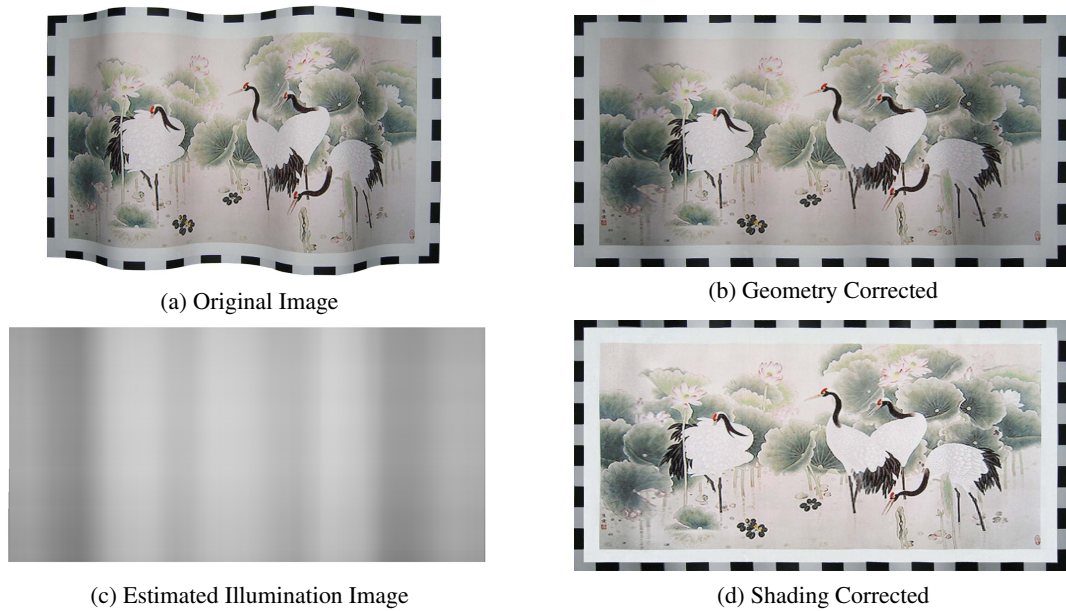 (a) Original Image
(b) Geometry Corrected
(c) Estimated Illumination Image
(d) Shading Corrected